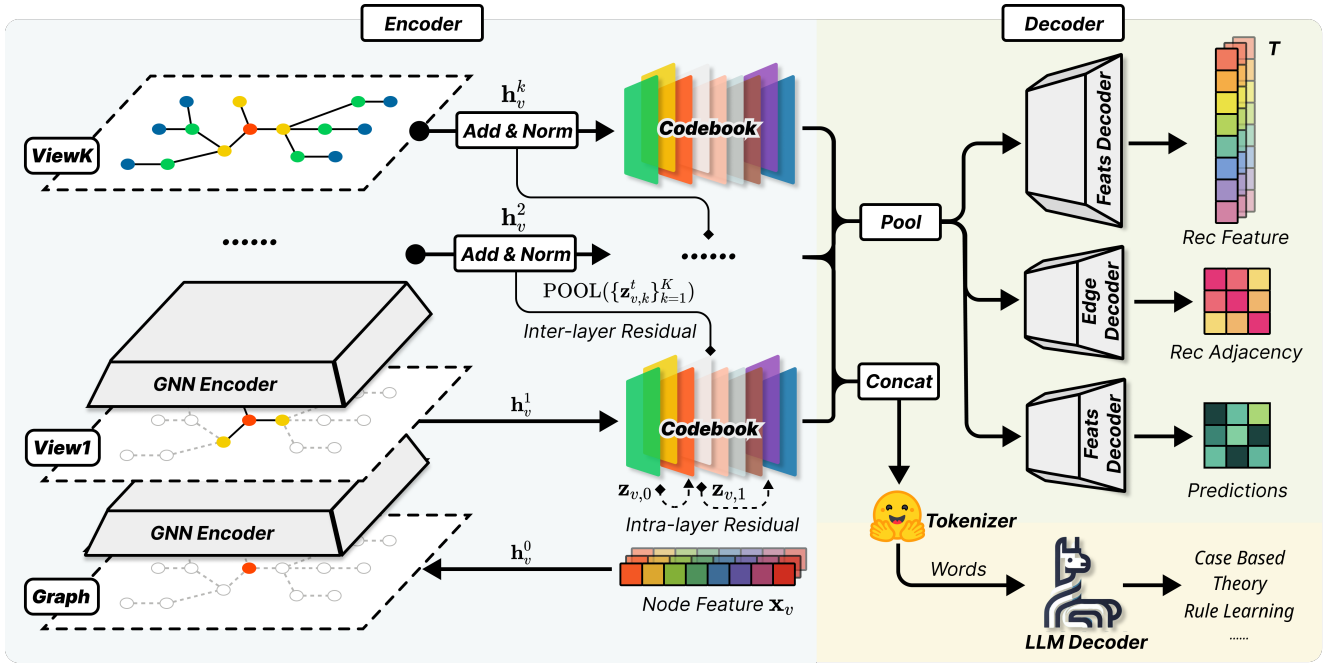 Encoder
Decoder
ViewK
h_v^k
Add & Norm
Codebook
Feats Decoder
T
Rec Feature
......
h_v^2
Add & Norm
......
Pool
POOL({z_{v,k}^t}_{k=1}^K)
Inter-layer Residual
Edge
Decoder
Rec Adjacency
GNN Encoder
View1
h_v^1
Codebook
Concat
z_{v,0}
z_{v,1}
Intra-layer Residual
Feats
Decoder
Predictions
GNN Encoder
Graph
h_v^0
Node Feature x_v
Tokenizer
Words
LLM Decoder
Case Based
Theory
Rule Learning
......